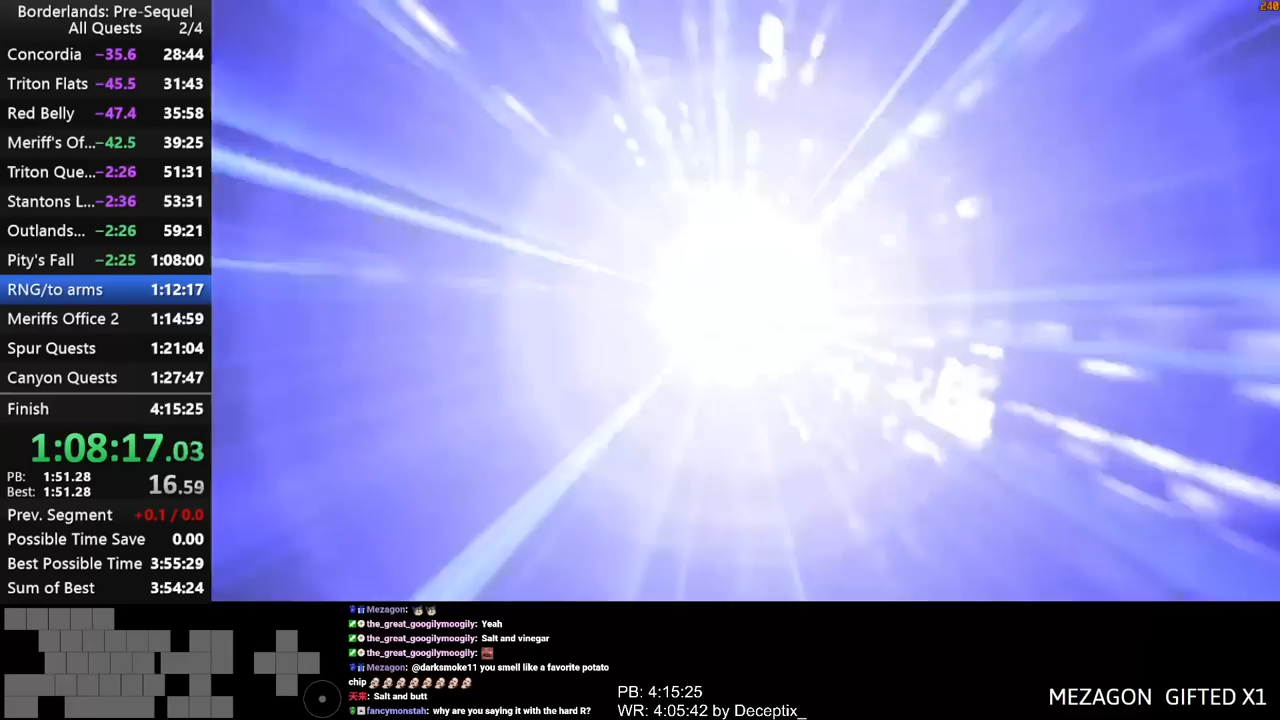 240
Borderlands: Pre-Sequel
All Quests 2/4
Concordia −35.6 28:44
Triton Flats −45.5 31:43
Red Belly −47.4 35:58
Meriff's Of... −42.5 39:25
Triton Que... −2:26 51:31
Stantons L... −2:36 53:31
Outlands... −2:26 59:21
Pity's Fall −2:25 1:08:00
RNG/to arms 1:12:17
Meriffs Office 2 1:14:59
Spur Quests 1:21:04
Canyon Quests 1:27:47
Finish 4:15:25
1:08:17.03
PB: 1:51.28 16.59
Best: 1:51.28
Prev. Segment +0.1 / 0.0
Possible Time Save 0.00
Best Possible Time 3:55:29
Sum of Best 3:54:24
Mezagon:
the_great_googilymoogily: Yeah
the_great_googilymoogily: Salt and vinegar
the_great_googilymoogily:
Mezagon: @darksmoke11 you smell like a favorite potato
chip
天来: Salt and butt
fancymonstah: why are you saying it with the hard R?
PB: 4:15:25
WR: 4:05:42 by Deceptix_
MEZAGON GIFTED X1